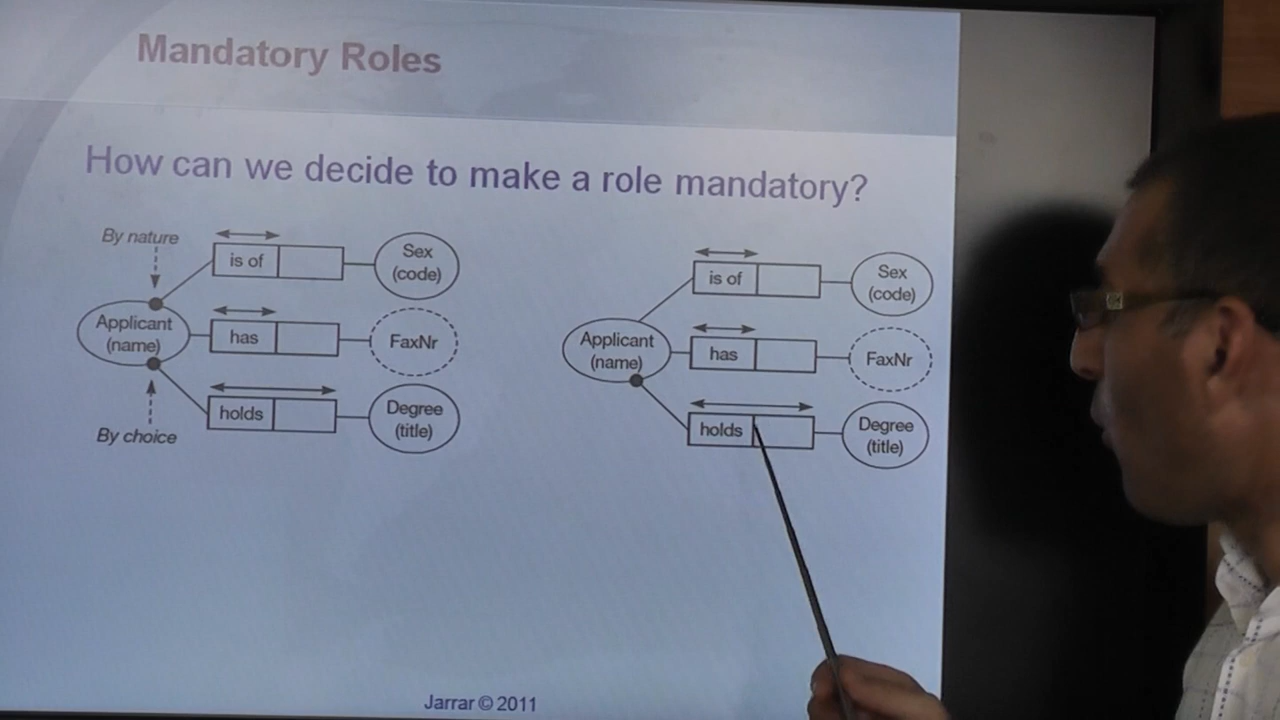 Mandatory Roles
How can we decide to make a role mandatory?
By nature
is of
Sex
(code)
Applicant
(name)
has
FaxNr
holds
Degree
(title)
By choice
is of
Sex
(code)
Applicant
(name)
has
FaxNr
holds
Degree
(title)
Jarrar © 2011